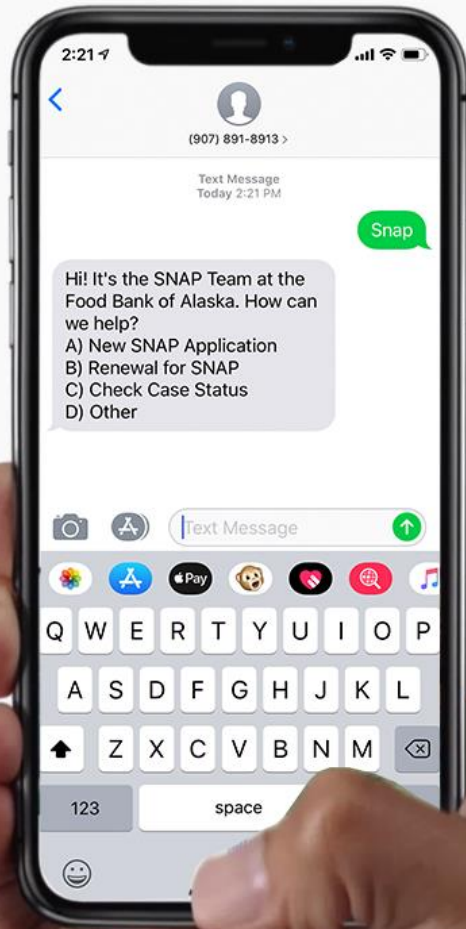 2:21
(907) 891-8913 >
Text Message
Today 2:21 PM
Snap
Hi! It's the SNAP Team at the
Food Bank of Alaska. How can
we help?
A) New SNAP Application
B) Renewal for SNAP
C) Check Case Status
D) Other
Text Message
Pay
Q W E R T Y U I O P
A S D F G H J K L
Z X C V B N M
123 space